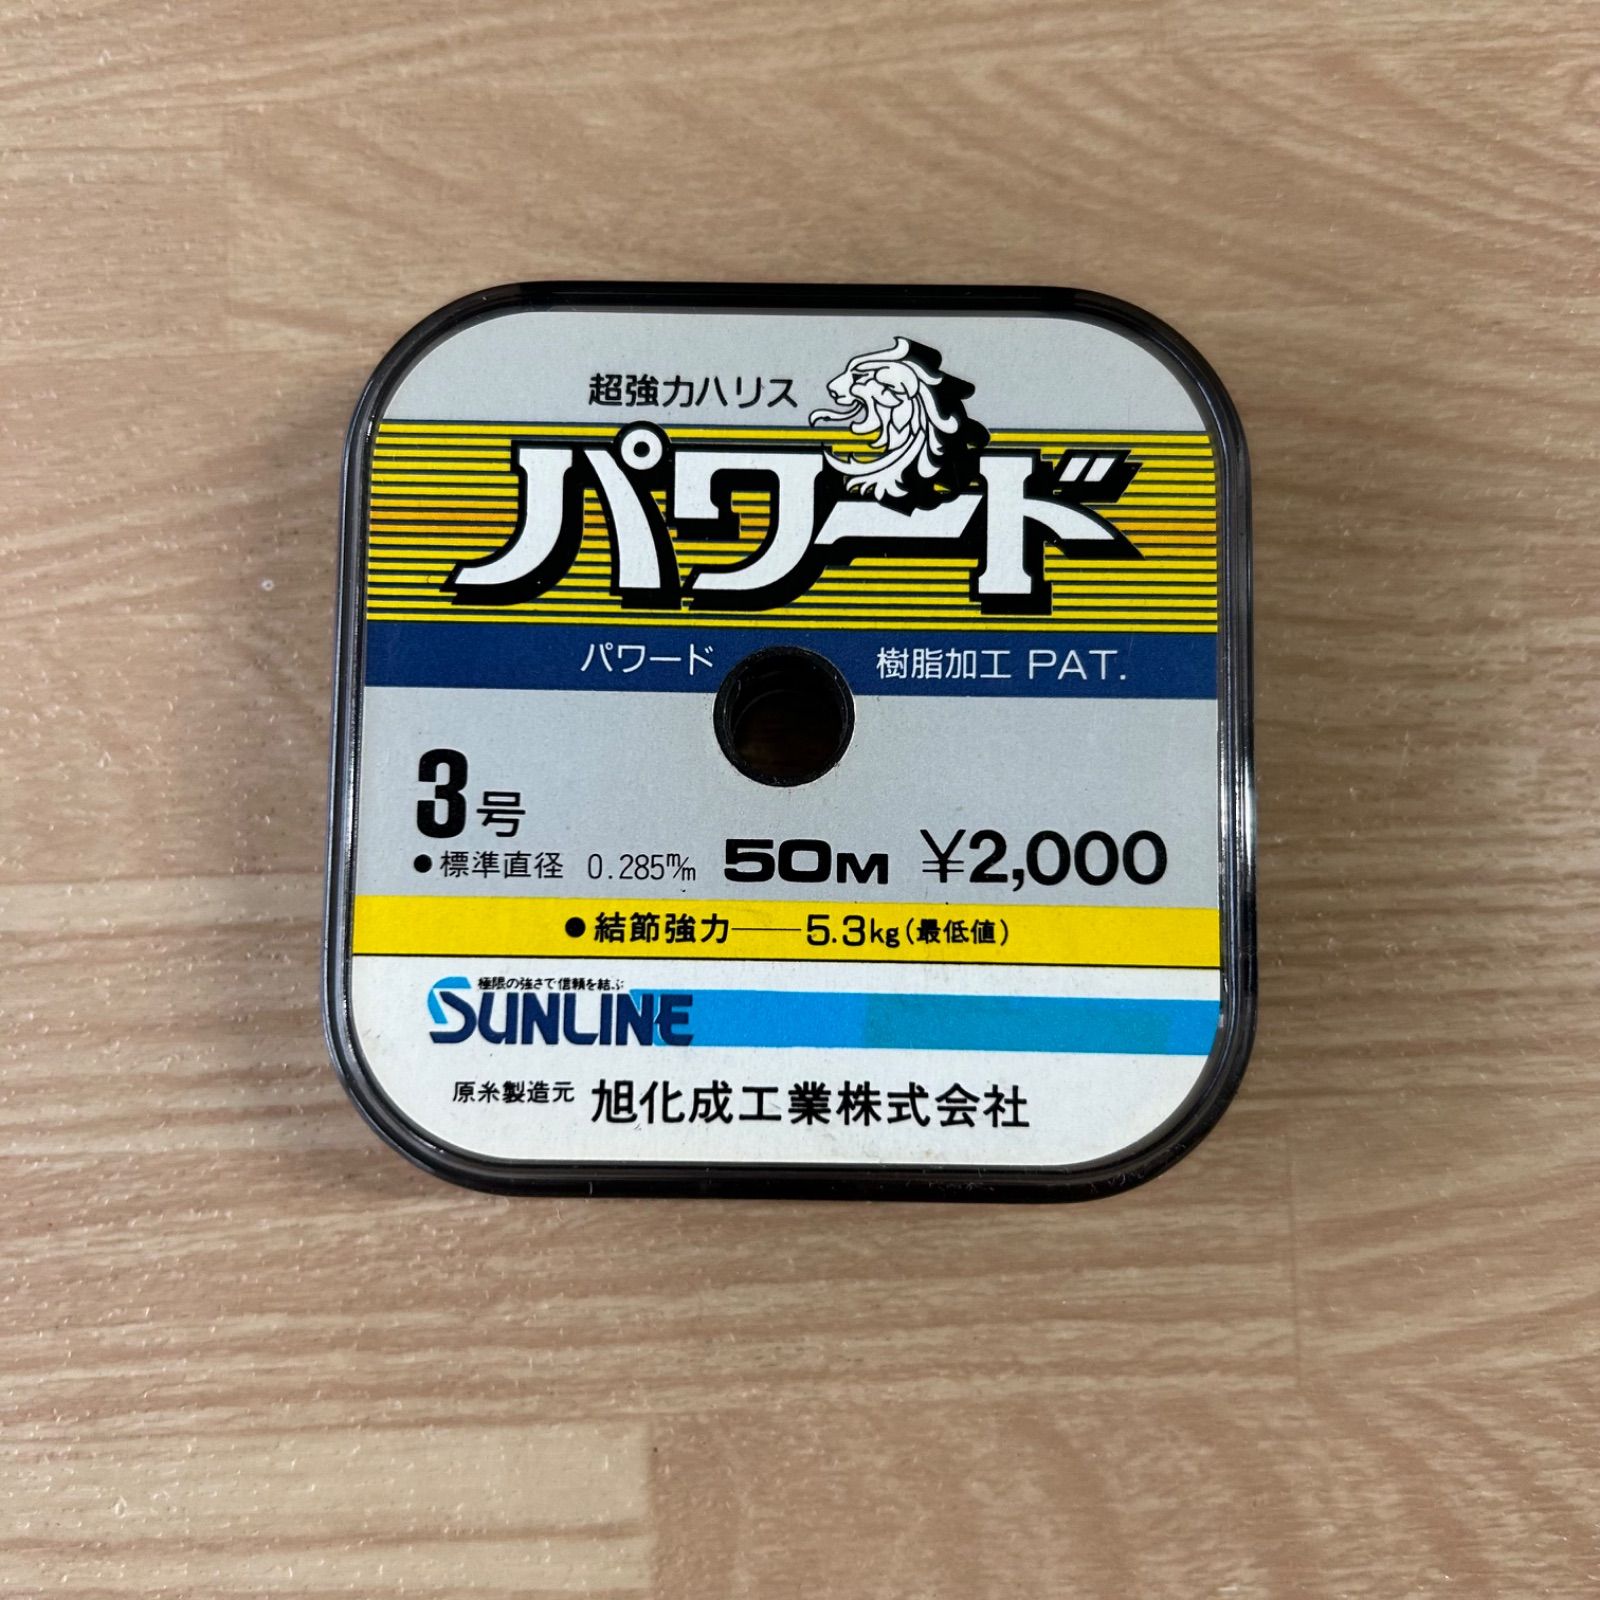 超強力ハリス
パワード
パワード 樹脂加工 PAT.
3号
●標準直径 0.285m/m 50M ¥2,000
●結節強力──5.3kg(最低値)
極限の強さで信頼を結ぶ
SUNLINE
原糸製造元 旭化成工業株式会社